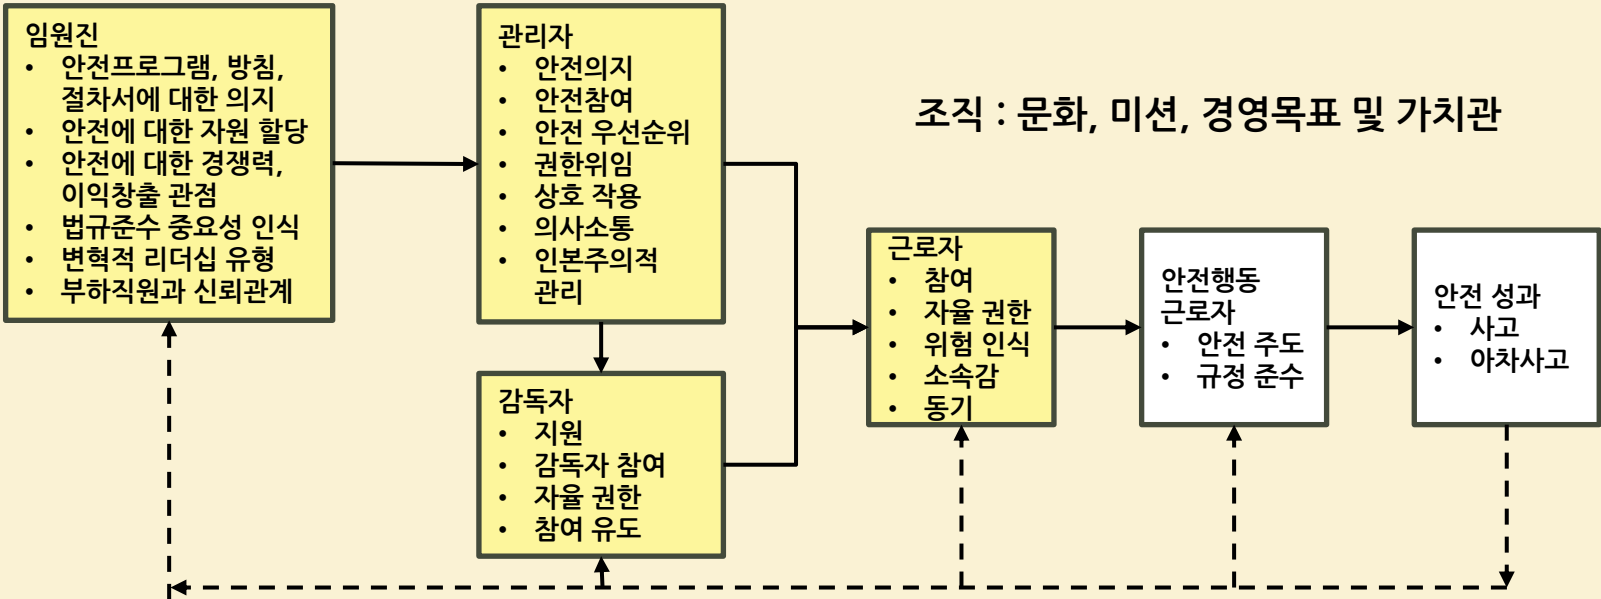 임원진
• 안전프로그램, 방침,
절차서에 대한 의지
• 안전에 대한 자원 할당
• 안전에 대한 경쟁력,
이익창출 관점
• 법규준수 중요성 인식
• 변혁적 리더십 유형
• 부하직원과 신뢰관계
관리자
• 안전의지
• 안전참여
• 안전 우선순위
• 권한위임
• 상호 작용
• 의사소통
• 인본주의적
관리
조직 : 문화, 미션, 경영목표 및 가치관
감독자
• 지원
• 감독자 참여
• 자율 권한
• 참여 유도
근로자
• 참여
• 자율 권한
• 위험 인식
• 소속감
• 동기
안전행동
근로자
• 안전 주도
• 규정 준수
안전 성과
• 사고
• 아차사고